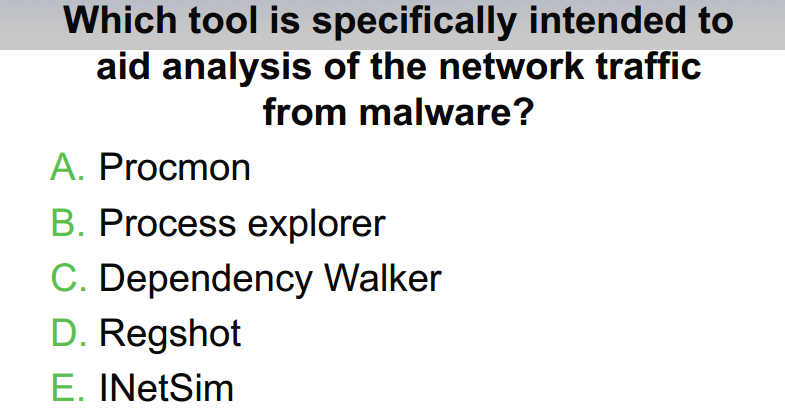 Which tool is specifically intended to
aid analysis of the network traffic
from malware?
A. Procmon
B. Process explorer
C. Dependency Walker
D. Regshot
E. INetSim